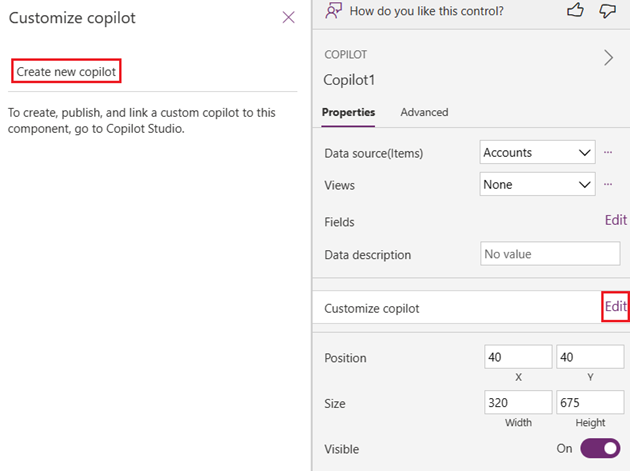 Customize copilot
Create new copilot
To create, publish, and link a custom copilot to this
component, go to Copilot Studio.
How do you like this control?
COPILOT
Copilot1
Properties Advanced
Data source(Items) Accounts ...
Views None ...
Fields Edit
Data description No value
Customize copilot Edit
Position 40 40
X Y
Size 320 675
Width Height
Visible On